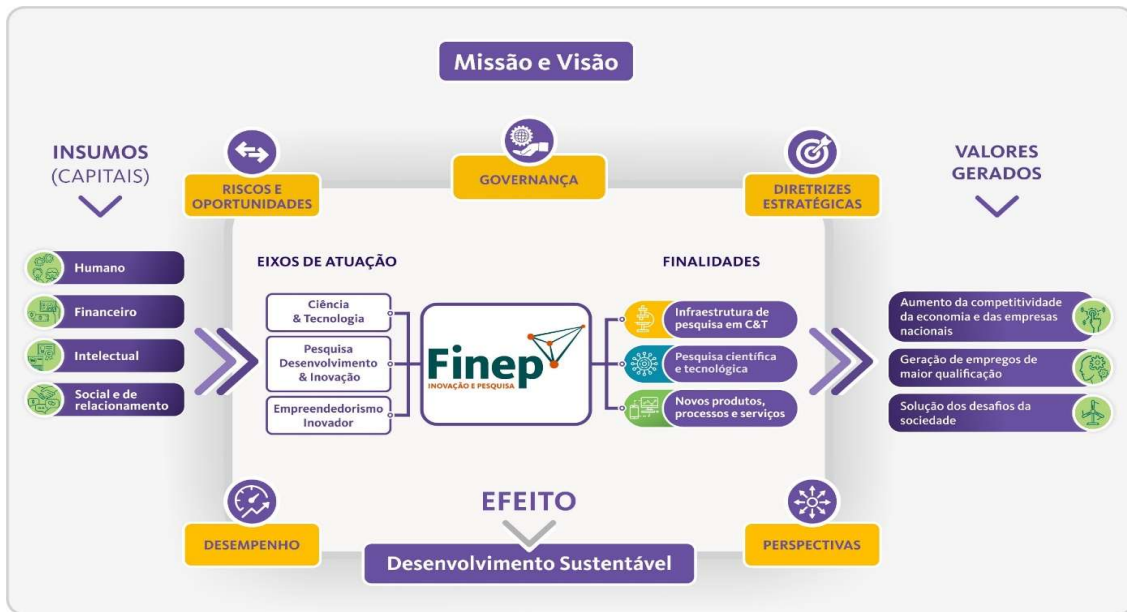 Missão e Visão
INSUMOS
(CAPITAIS)
RISCOS E
OPORTUNIDADES
GOVERNANÇA
DIRETRIZES
ESTRATÉGICAS
VALORES
GERADOS
Humano
Financeiro
Intelectual
Social e de
relacionamento
EIXOS DE ATUAÇÃO
Ciência
& Tecnologia
Pesquisa
Desenvolvimento
& Inovação
Empreendedorismo
Inovador
Finep
INOVAÇÃO E PESQUISA
FINALIDADES
Infraestrutura de
pesquisa em C&T
Pesquisa científica
e tecnológica
Novos produtos,
processos e serviços
Aumento da competitividade
da economia e das empresas
nacionais
Geração de empregos de
maior qualificação
Solução dos desafios da
sociedade
DESEMPENHO
EFEITO
Desenvolvimento Sustentável
PERSPECTIVAS